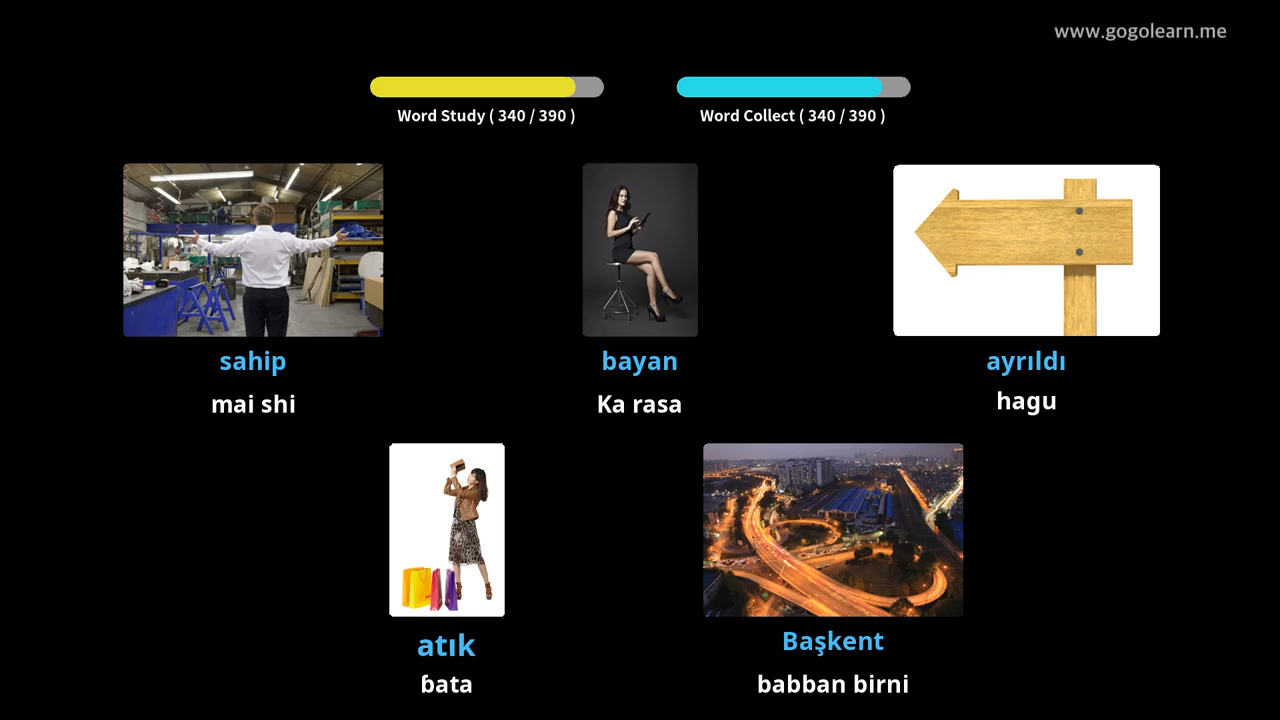 www.gogolearn.me
Word Study ( 340 / 390 )
Word Collect ( 340 / 390 )
sahip
mai shi
bayan
Ka rasa
ayrıldı
hagu
atık
ɓata
Başkent
babban birni